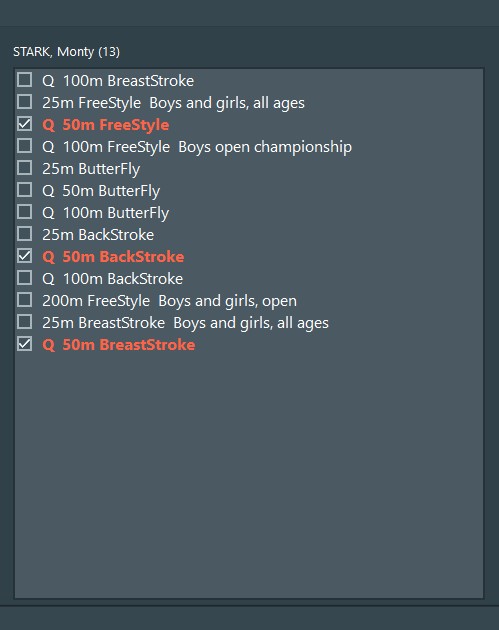 STARK, Monty (13)
Q 100m BreastStroke
25m FreeStyle Boys and girls, all ages
Q 50m FreeStyle
Q 100m FreeStyle Boys open championship
25m ButterFly
Q 50m ButterFly
Q 100m ButterFly
25m BackStroke
Q 50m BackStroke
Q 100m BackStroke
200m FreeStyle Boys and girls, open
25m BreastStroke Boys and girls, all ages
Q 50m BreastStroke